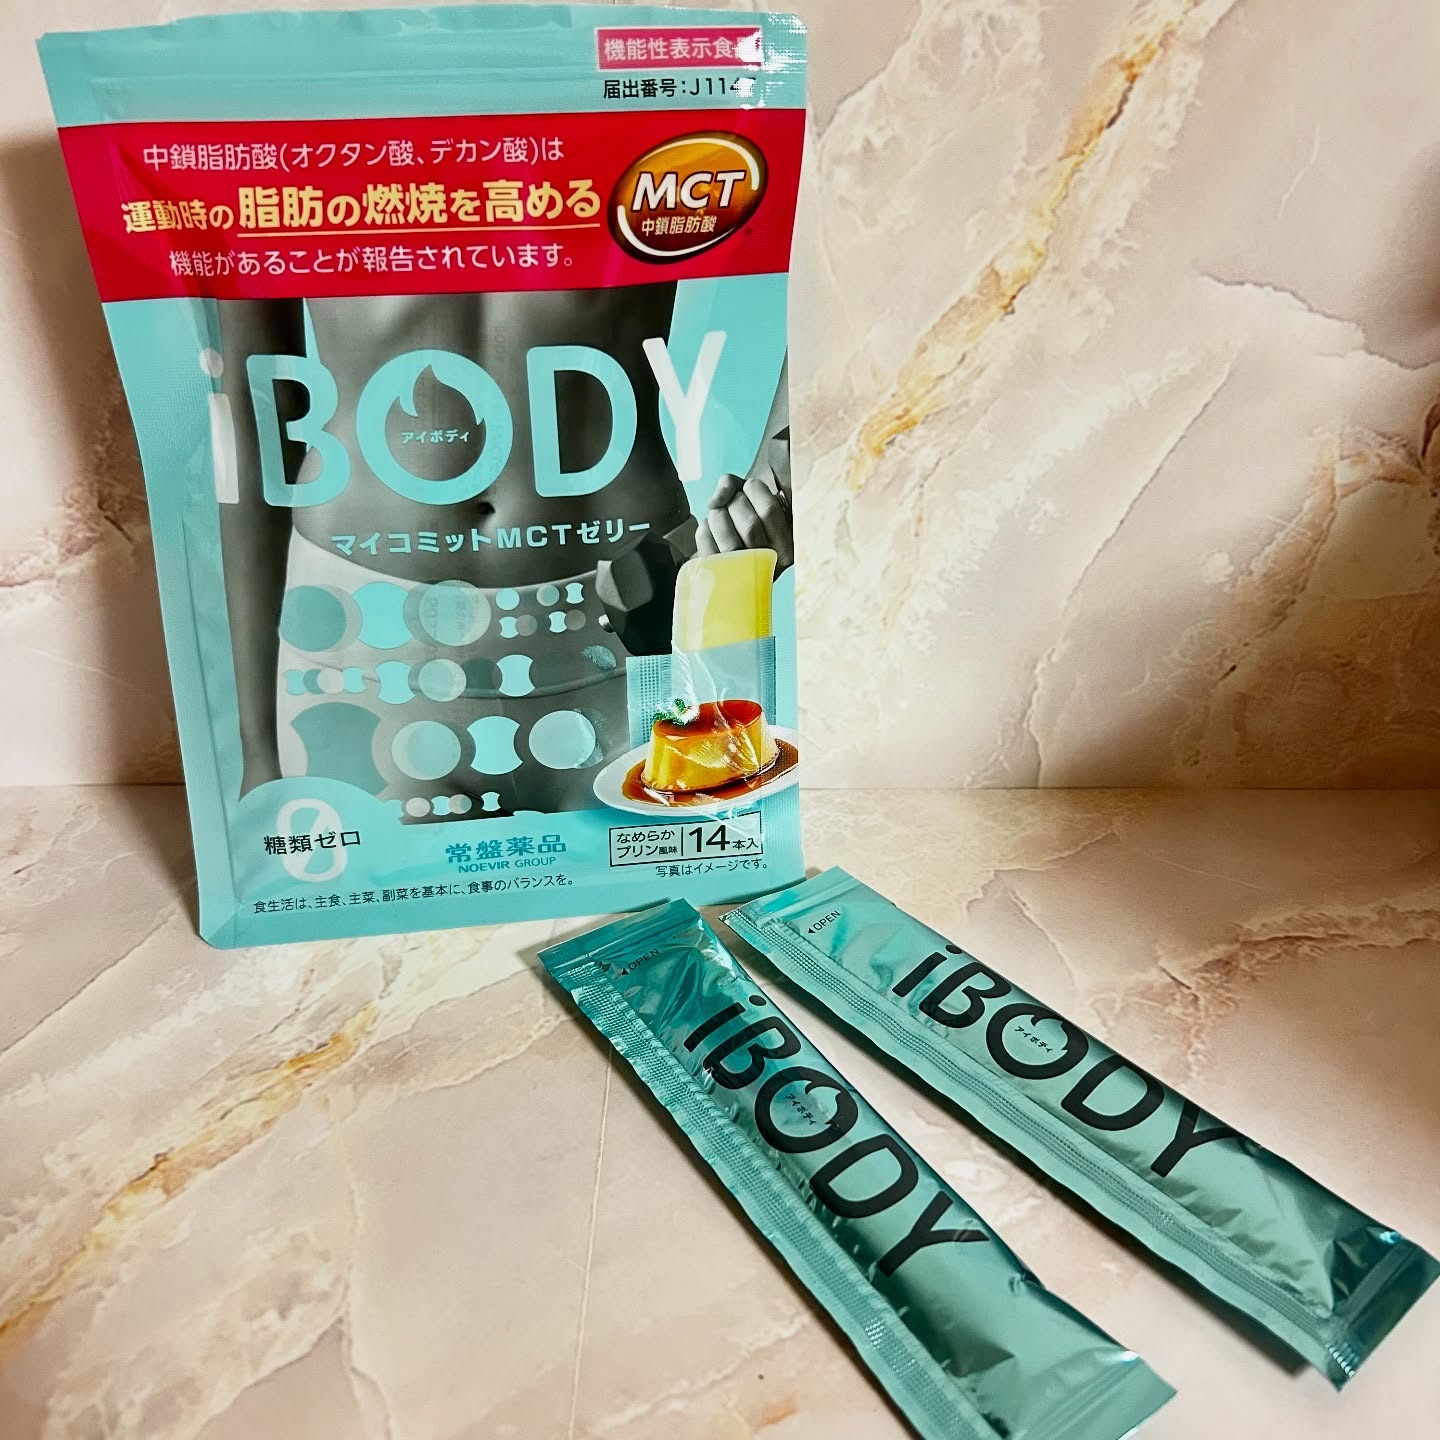 機能性表示食
届出番号：J114
中鎖脂肪酸(オクタン酸、デカン酸)は
運動時の脂肪の燃焼を高める
機能があることが報告されています。
MCT
中鎖脂肪酸
iBODY
アイボディ
マイコミットMCTゼリー
0
糖類ゼロ
常盤薬品
NOEVIR GROUP
なめらか
プリン風味
14本入
写真はイメージです。
食生活は、主食、主菜、副菜を基本に、食事のバランスを。
OPEN
iBODY
アイボディ
OPEN
iBODY
アイボディ